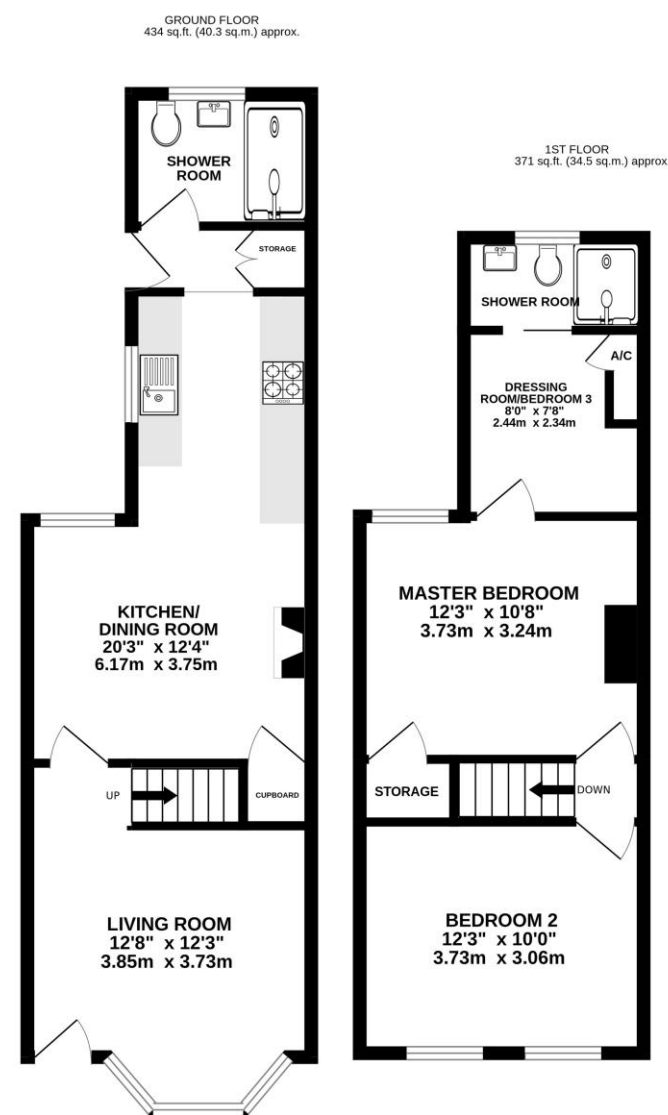 GROUND FLOOR
434 sq.ft. (40.3 sq.m.) approx.
SHOWER
ROOM
STORAGE
KITCHEN/
DINING ROOM
20'3" x 12'4"
6.17m x 3.75m
UP
CUPBOARD
LIVING ROOM
12'8" x 12'3"
3.85m x 3.73m
1ST FLOOR
371 sq.ft. (34.5 sq.m.) approx
SHOWER ROOM
A/C
DRESSING
ROOM/BEDROOM 3
8'0" x 7'8"
2.44m x 2.34m
MASTER BEDROOM
12'3" x 10'8"
3.73m x 3.24m
STORAGE
DOWN
BEDROOM 2
12'3" x 10'0"
3.73m x 3.06m